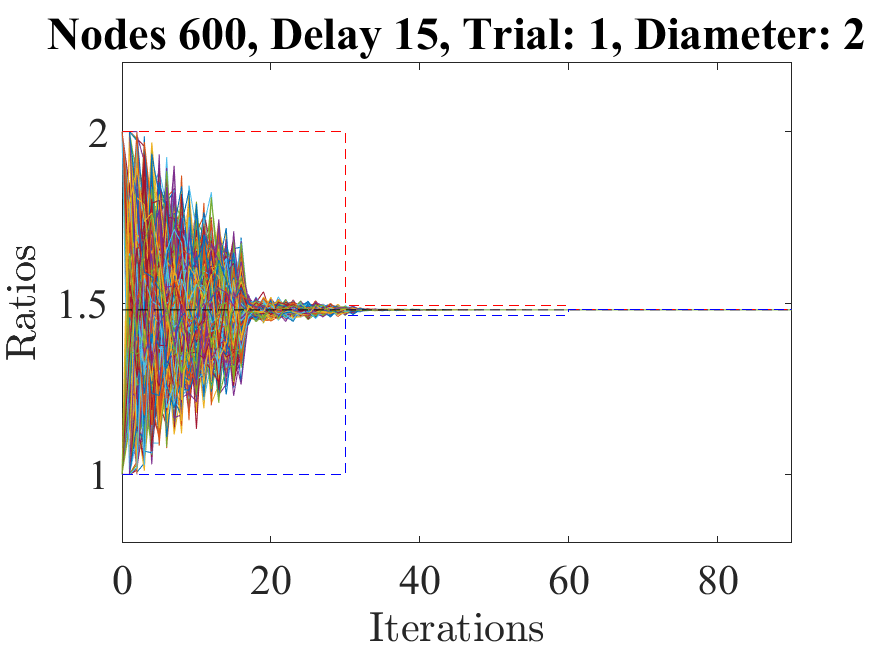 Nodes 600, Delay 15, Trial: 1, Diameter: 2
2
1.5
1
Ratios
0 20 40 60 80
Iterations